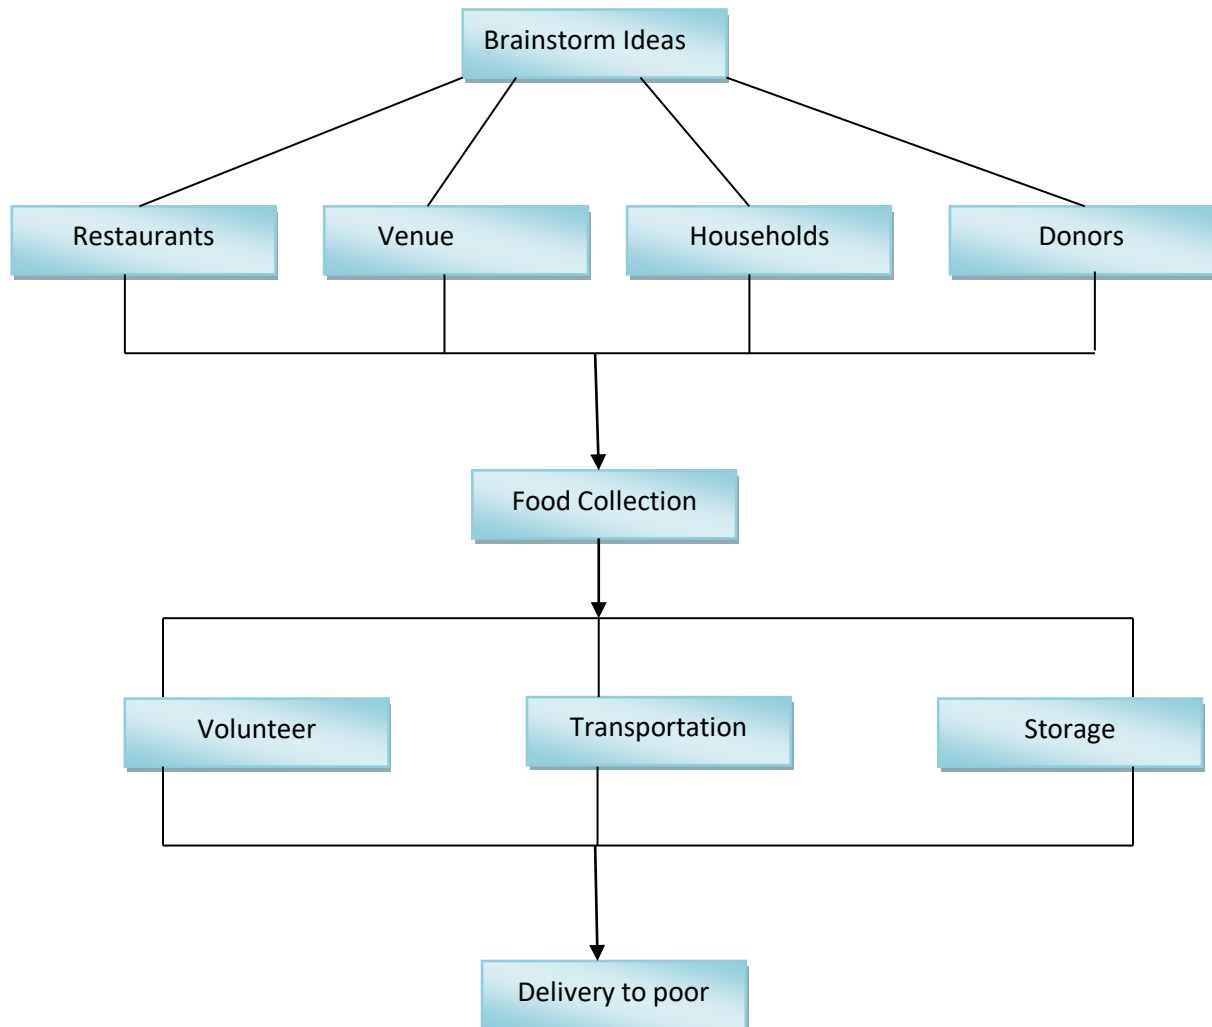 Brainstorm Ideas
Restaurants
Venue
Households
Donors
Food Collection
Volunteer
Transportation
Storage
Delivery to poor